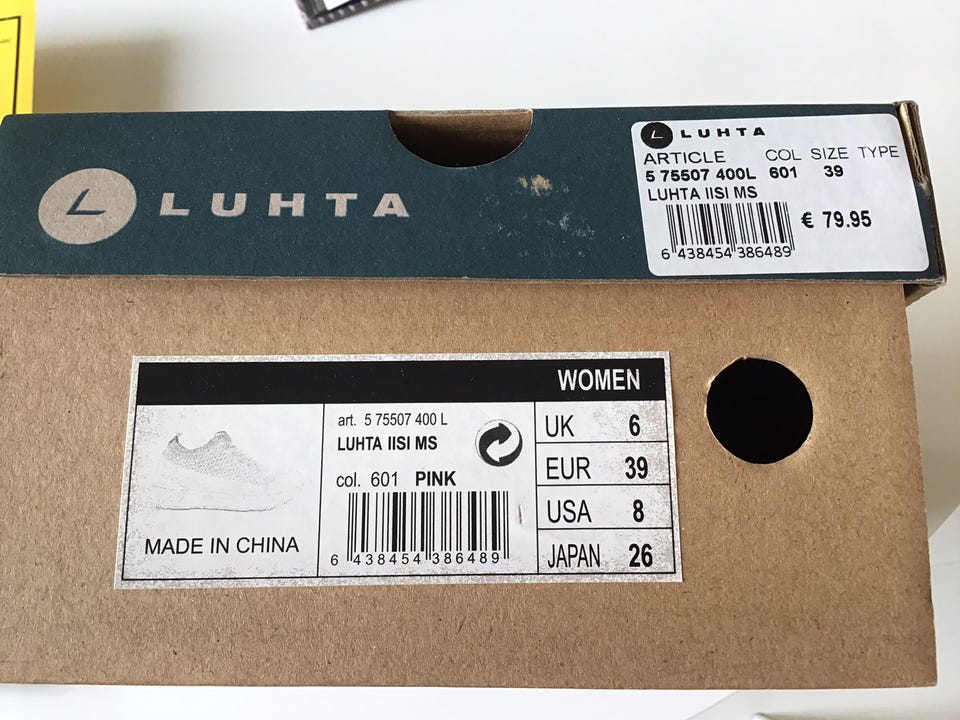 LUHTA
LUHTA
ARTICLE COL SIZE TYPE
5 75507 400L 601 39
LUHTA IISI MS
€ 79.95
6 438454 386489
WOMEN
art. 5 75507 400 L
LUHTA IISI MS
col. 601 PINK
6 438454 386489
MADE IN CHINA
UK 6
EUR 39
USA 8
JAPAN 26